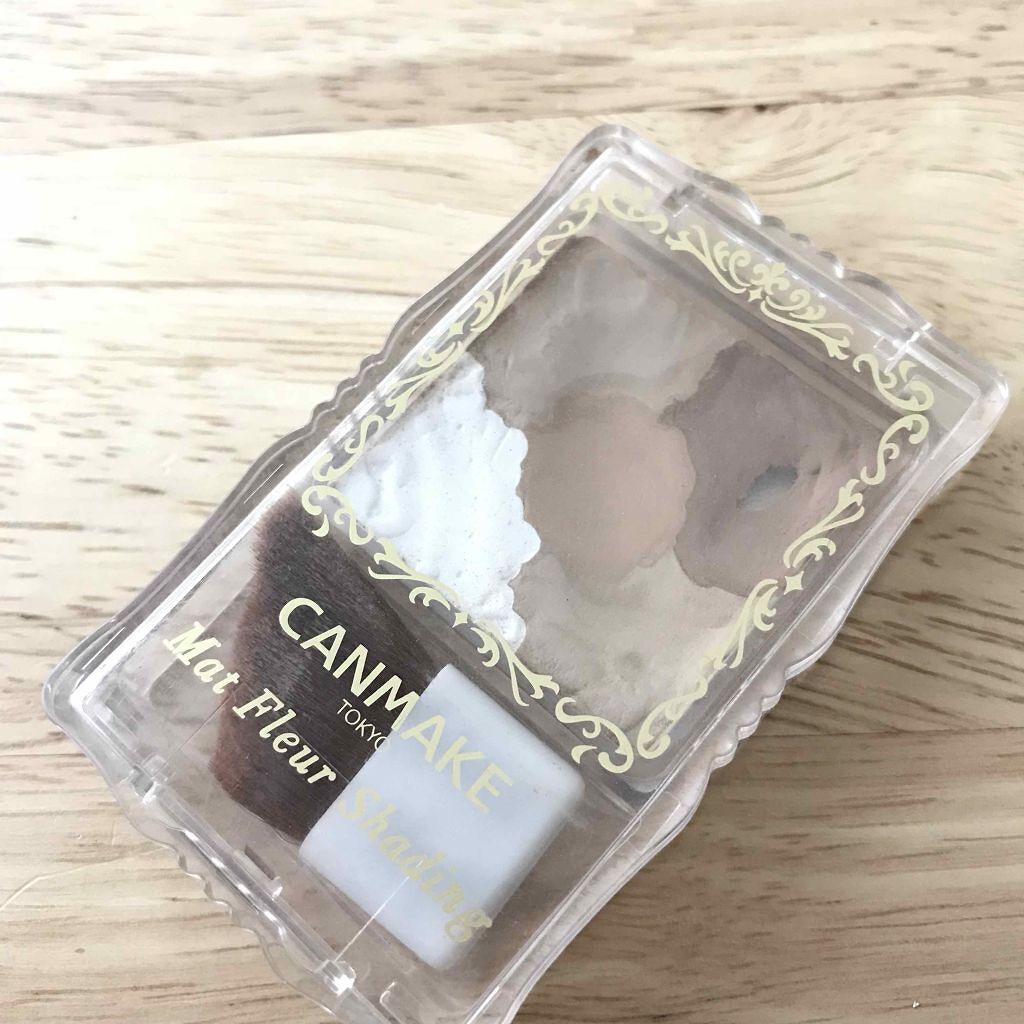 CANMAKE
TOKYO
Mat Fleur Shading